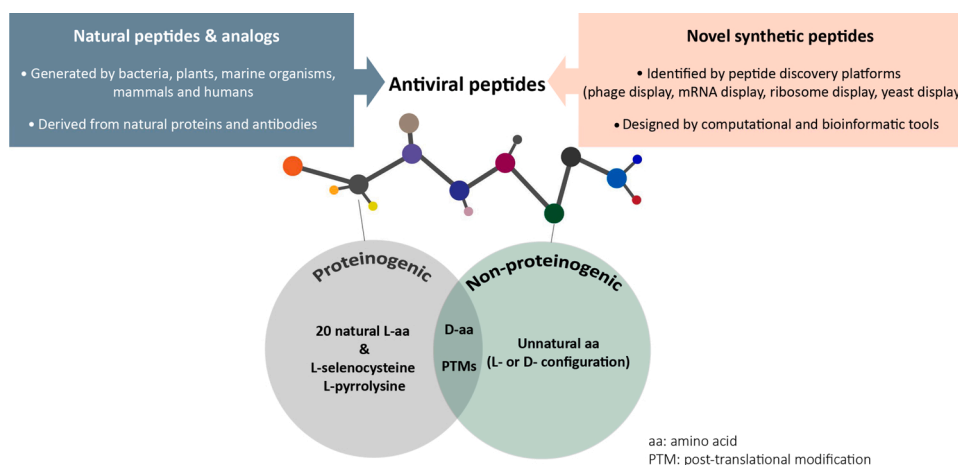 Natural peptides & analogs
• Generated by bacteria, plants, marine organisms,
mammals and humans
• Derived from natural proteins and antibodies
Antiviral peptides
Novel synthetic peptides
• Identified by peptide discovery platforms
(phage display, mRNA display, ribosome display, yeast display
• Designed by computational and bioinformatic tools
Proteinogenic
Non-proteinogenic
20 natural L-aa
&
L-selenocysteine
L-pyrrolysine
D-aa
PTMs
Unnatural aa
(L- or D- configuration)
aa: amino acid
PTM: post-translational modification